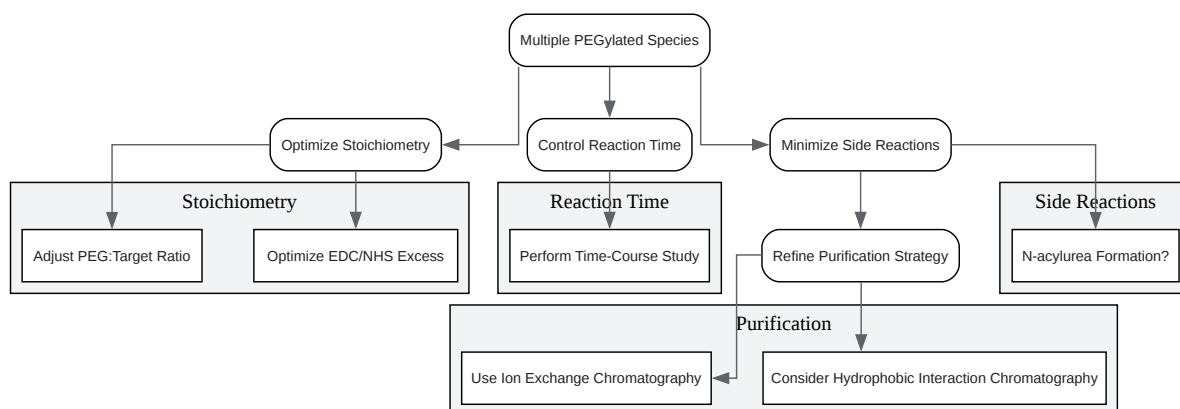 Multiple PEGylated Species
Optimize Stoichiometry
Control Reaction Time
Minimize Side Reactions
Stoichiometry
Reaction Time
Side Reactions
Adjust PEG:Target Ratio
Optimize EDC/NHS Excess
Perform Time-Course Study
Refine Purification Strategy
N-acylurea Formation?
Purification
Use Ion Exchange Chromatography
Consider Hydrophobic Interaction Chromatography